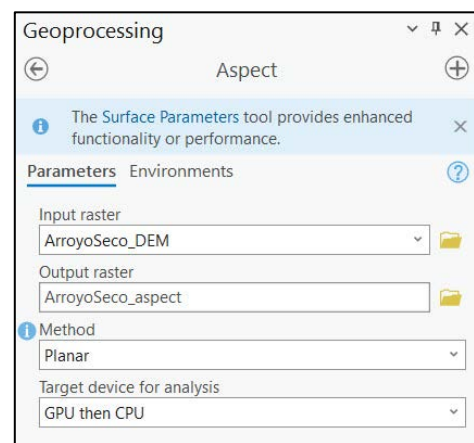 Geoprocessing
Aspect
The Surface Parameters tool provides enhanced
functionality or performance.
Parameters Environments
Input raster
ArroyoSeco_DEM
Output raster
ArroyoSeco_aspect
Method
Planar
Target device for analysis
GPU then CPU